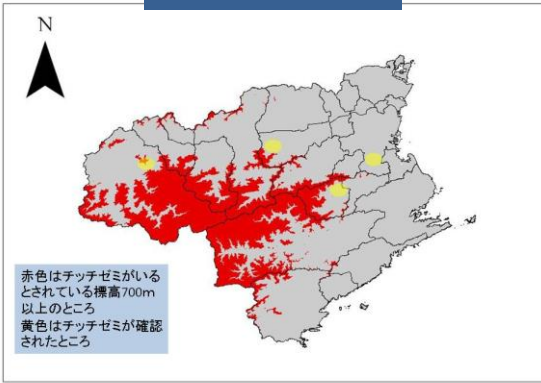 N
赤色はチッチゼミがいる
とされている標高700m
以上のところ
黄色はチッチゼミが確認
されたところ